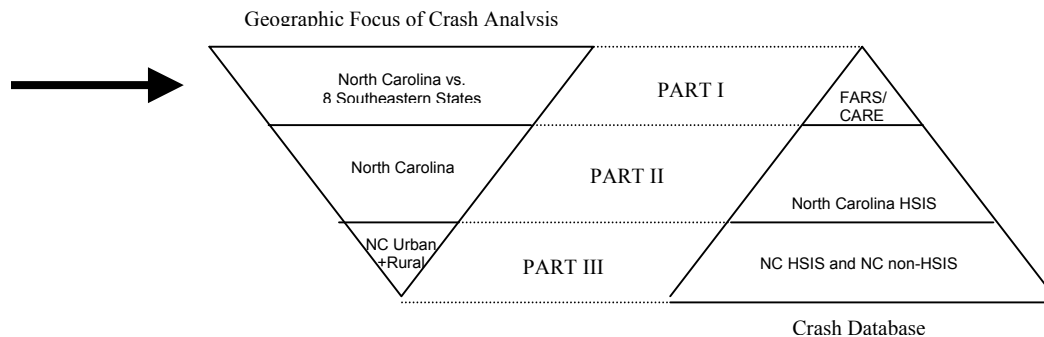 Geographic Focus of Crash Analysis
North Carolina vs.
8 Southeastern States
PART I
FARS/
CARE
North Carolina
PART II
North Carolina HSIS
NC Urban
+Rural
PART III
NC HSIS and NC non-HSIS
Crash Database